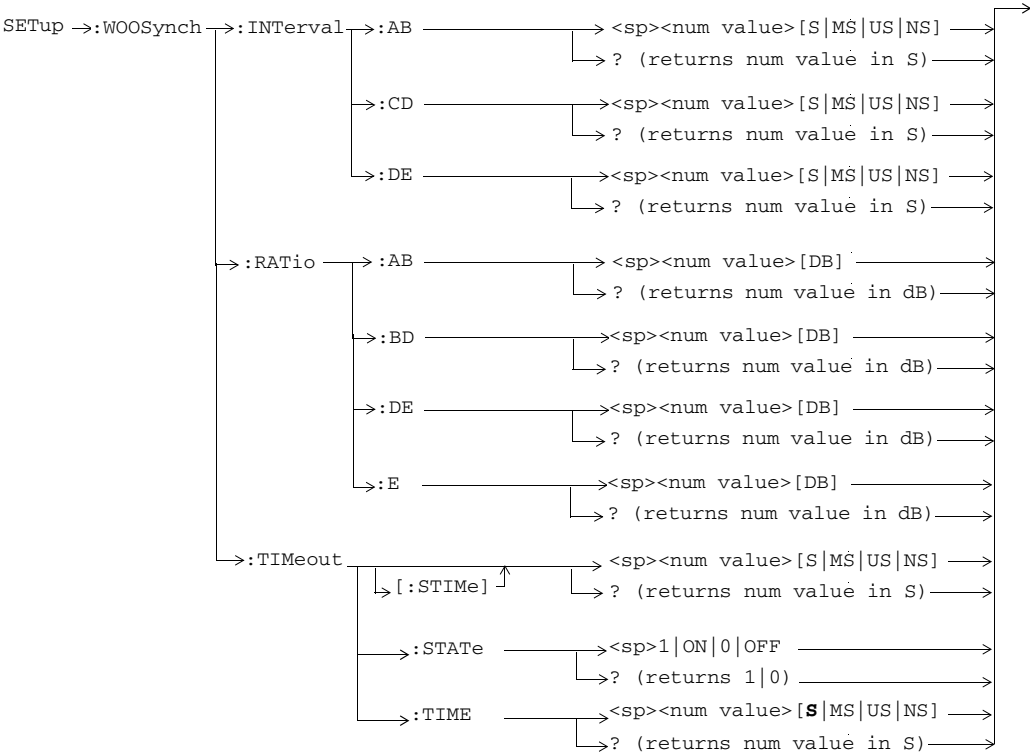 SETup :WOOSynch :INTerval :AB <sp><num value>[S|MS|US|NS]
? (returns num value in S)
:CD <sp><num value>[S|MS|US|NS]
? (returns num value in S)
:DE <sp><num value>[S|MS|US|NS]
? (returns num value in S)
:RATio :AB <sp><num value>[DB]
? (returns num value in dB)
:BD <sp><num value>[DB]
? (returns num value in dB)
:DE <sp><num value>[DB]
? (returns num value in dB)
:E <sp><num value>[DB]
? (returns num value in dB)
:TIMeout <sp><num value>[S|MS|US|NS]
[:STIMe] ? (returns num value in S)
:STATe <sp>1|ON|0|OFF
? (returns 1|0)
:TIME <sp><num value>[S|MS|US|NS]
? (returns num value in S)